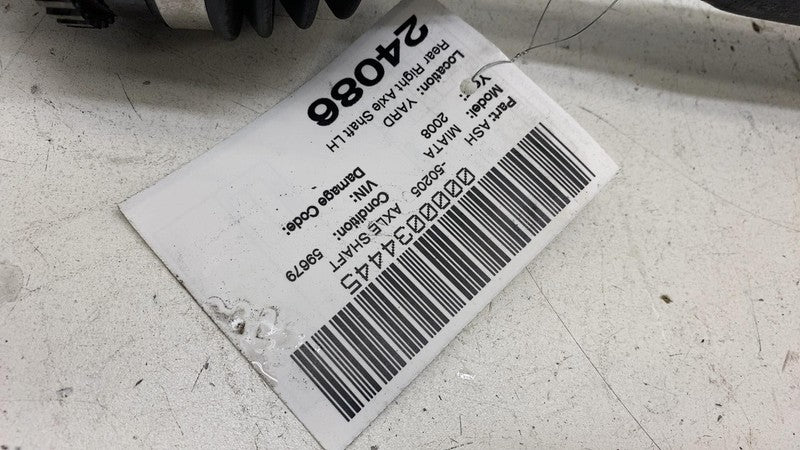 0000034445
Part: ASH -50205 AXLE SHAFT
Model: MIATA Condition: 59679
2008 VIN:
Location: YARD Damage Code:
Rear Right Axle Shaft LH
24086